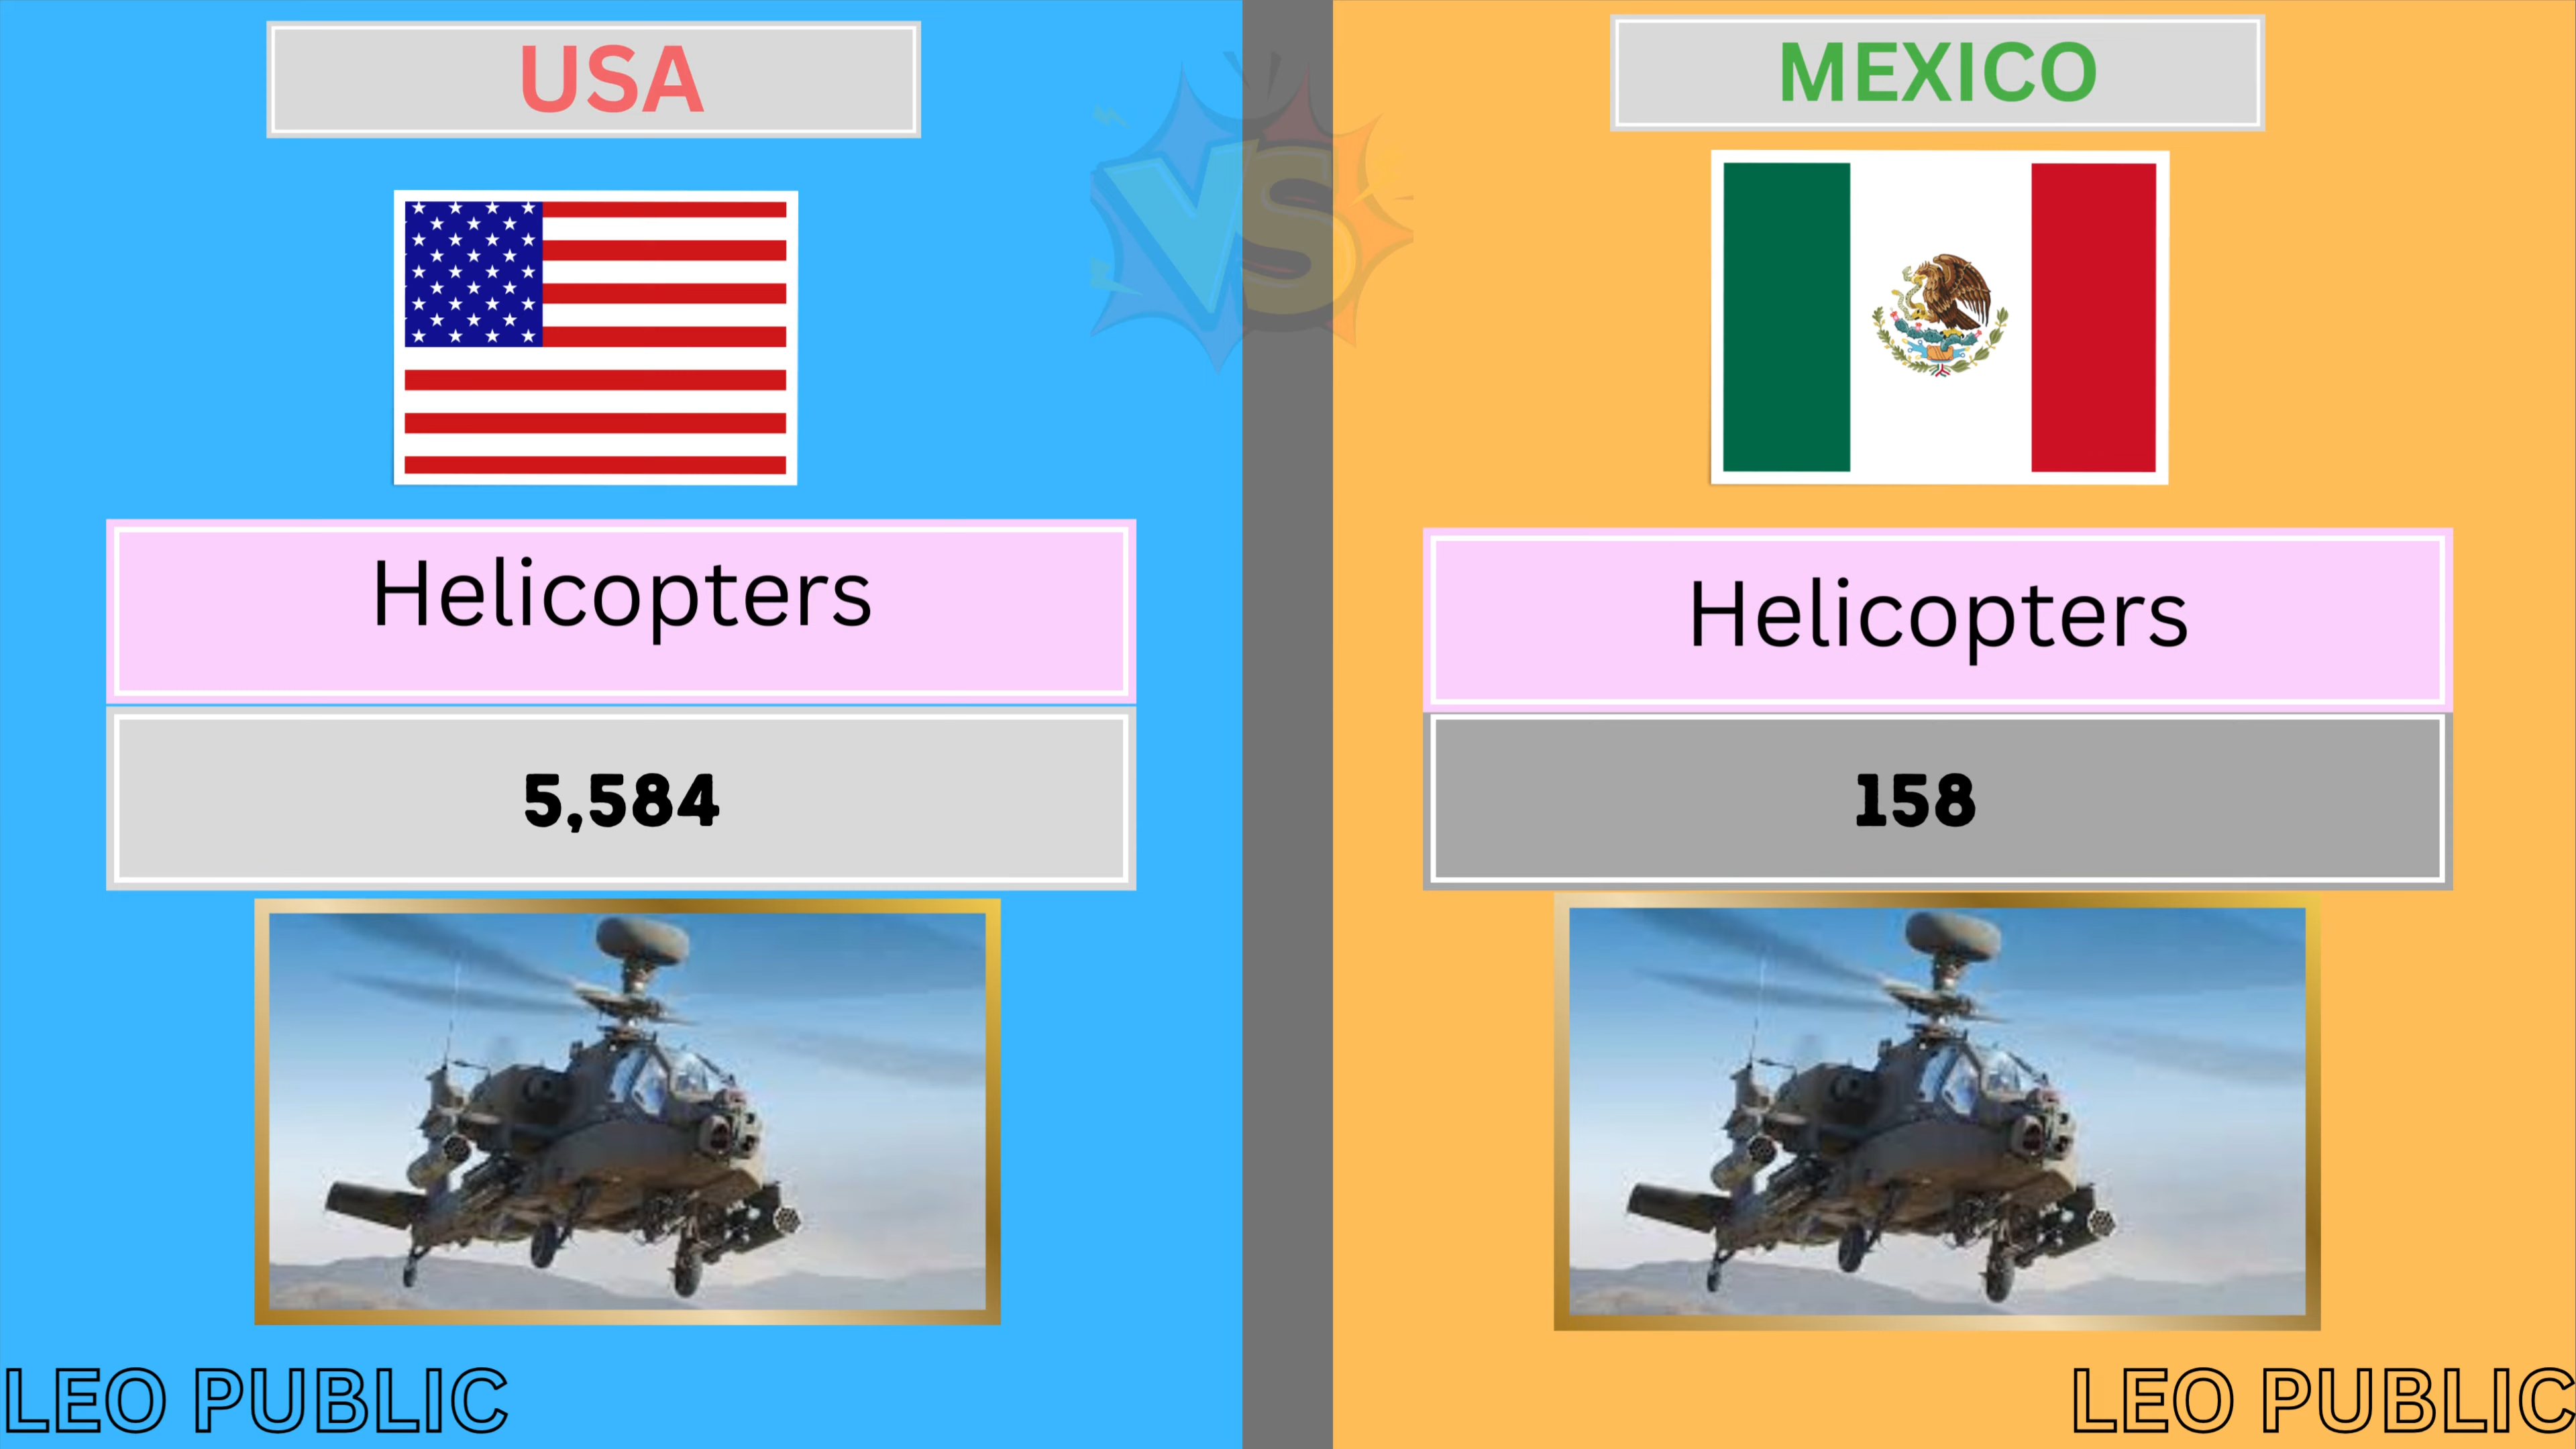 USA
Helicopters
5,584
LEO PUBLIC
VS
MEXICO
Helicopters
158
LEO PUBLIC